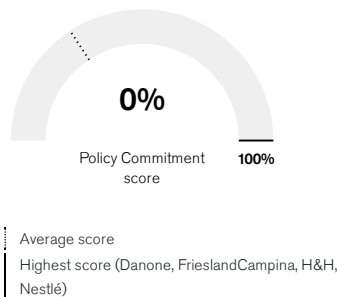 0%
Policy Commitment
score
100%
Average score
Highest score (Danone, FrieslandCampina, H&H,
Nestlé)